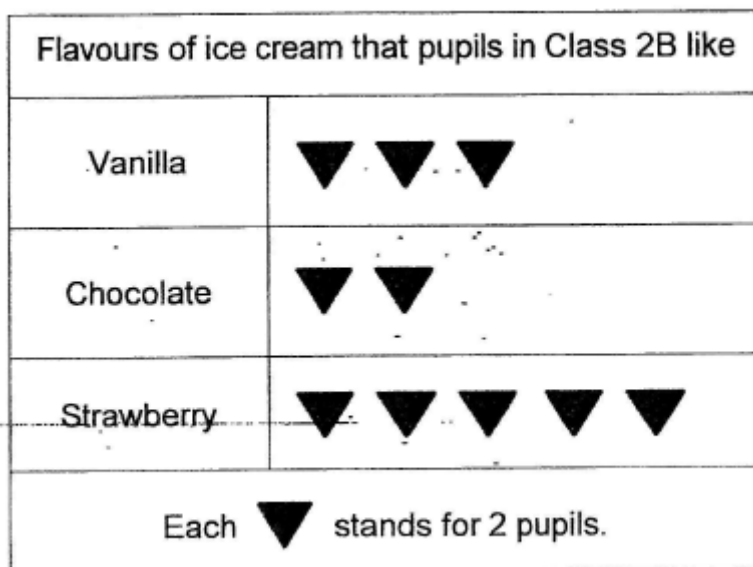 Flavours of ice cream that pupils in Class 2B like
Vanilla
Chocolate
Strawberry
Each stands for 2 pupils.